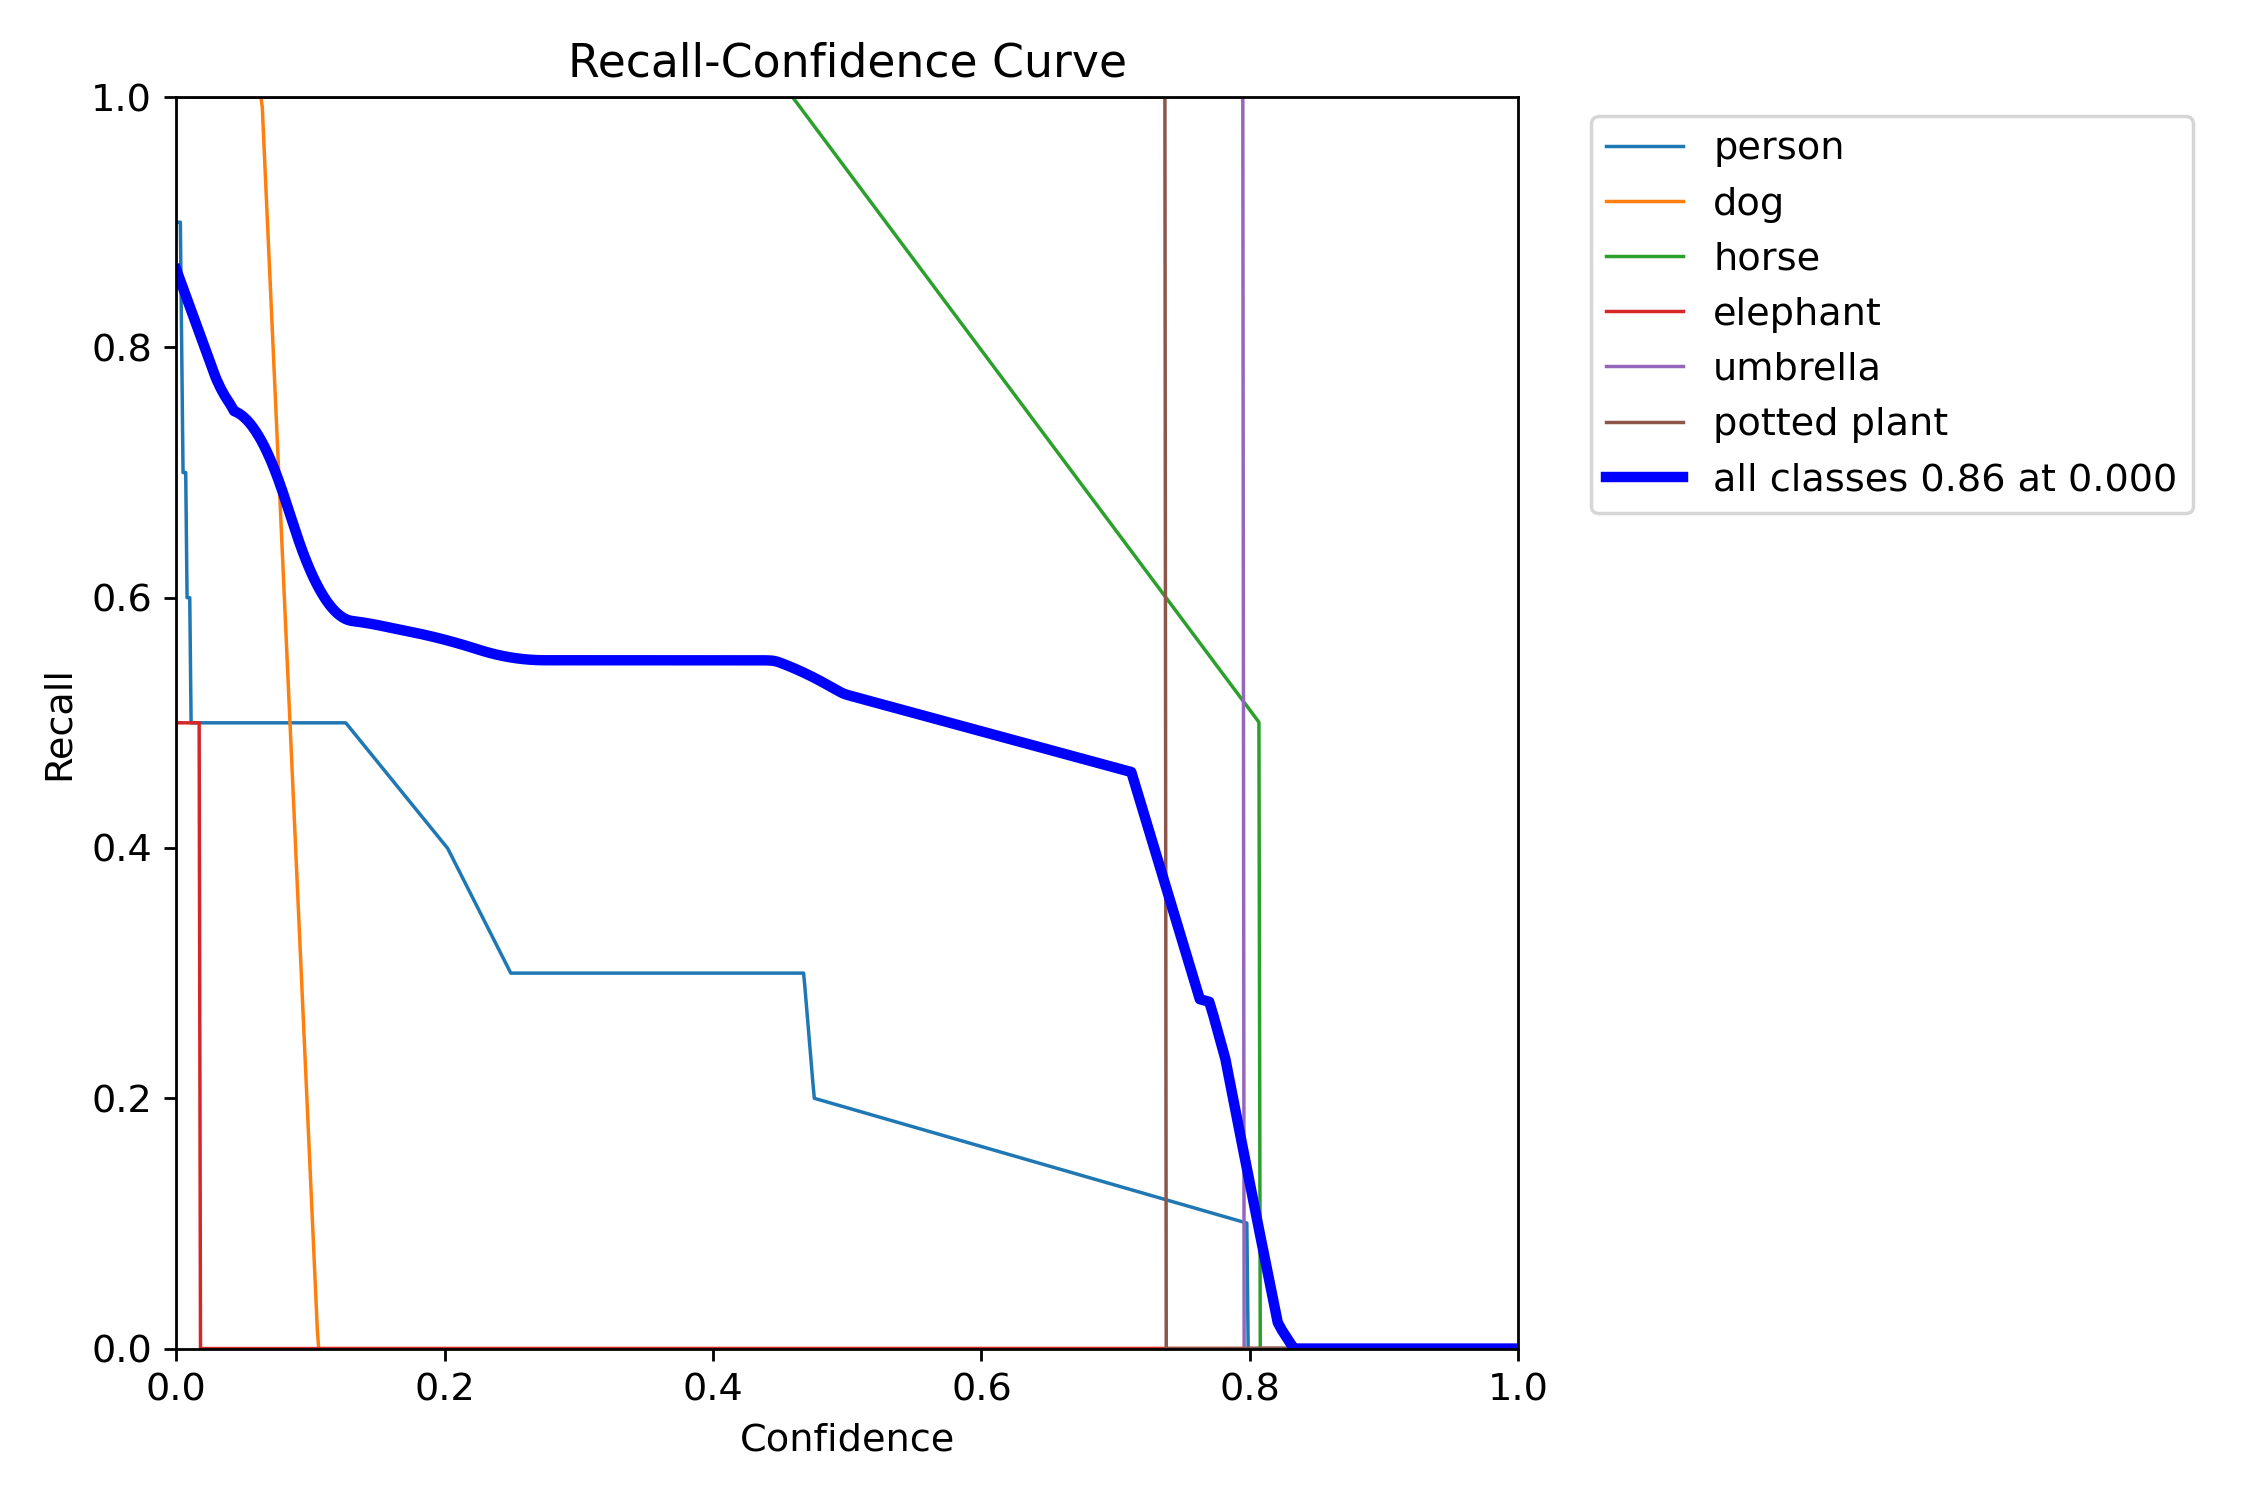 Recall-Confidence Curve
1.0
0.8
0.6
0.4
0.2
0.0
Recall
0.0 0.2 0.4 0.6 0.8 1.0
Confidence
person
dog
horse
elephant
umbrella
potted plant
all classes 0.86 at 0.000